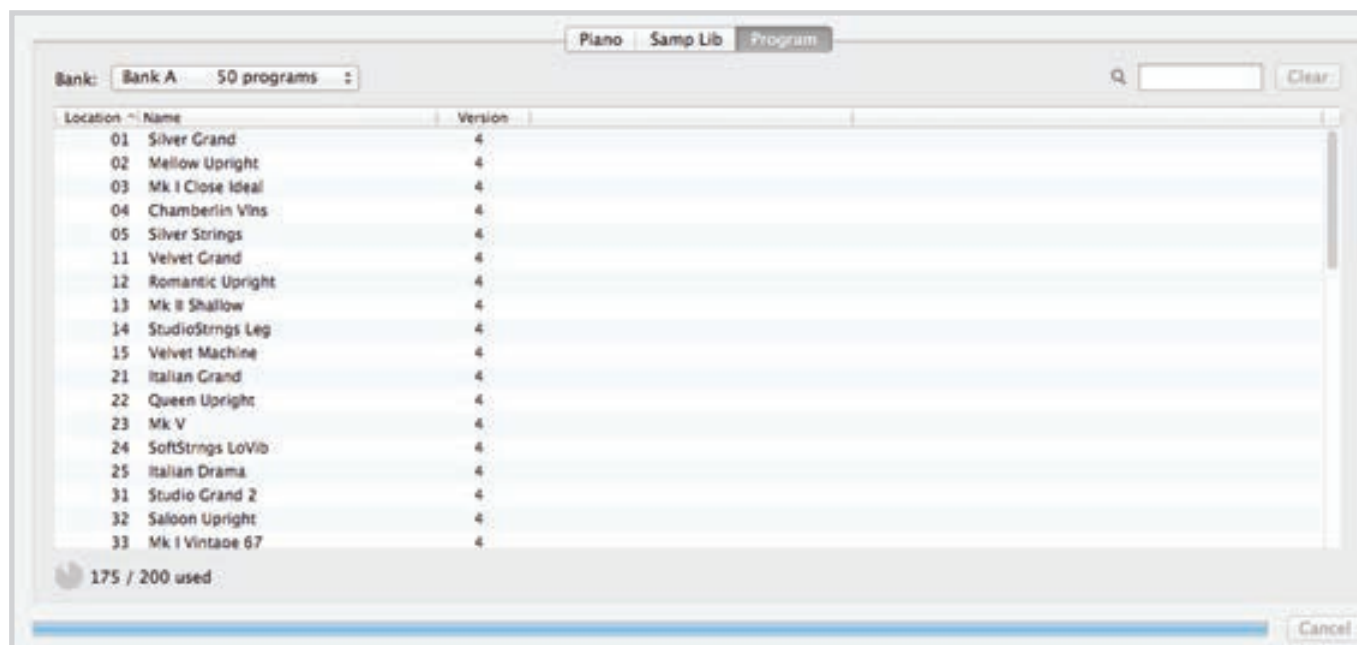 Piano Samp Lib Program
Bank: Bank A 50 programs Clear
Location Name Version
01 Silver Grand 4
02 Mellow Upright 4
03 Mk I Close Ideal 4
04 Chamberlin Vlns 4
05 Silver Strings 4
11 Velvet Grand 4
12 Romantic Upright 4
13 Mk II Shallow 4
14 StudioStrngs Leg 4
15 Velvet Machine 4
21 Italian Grand 4
22 Queen Upright 4
23 Mk V 4
24 SoftStrngs LoVib 4
25 Italian Drama 4
31 Studio Grand 2 4
32 Saloon Upright 4
33 Mk I Vintage 67 4
175 / 200 used
Cancel